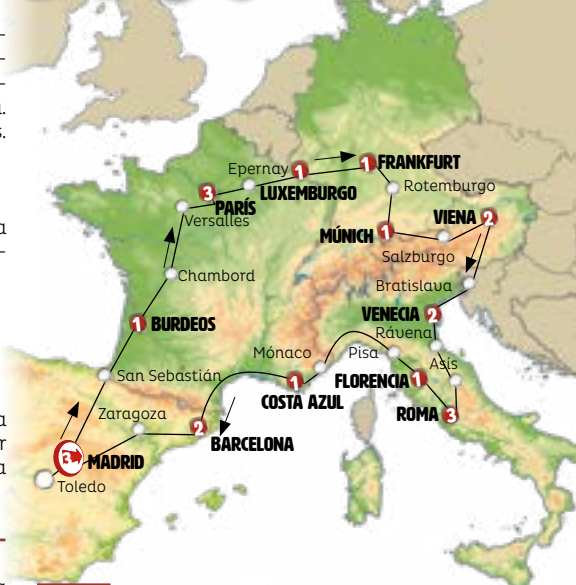 Epernay
1
1
FRANKFURT
3
LUXEMBURGO
Rotemburgo
PARÍS
Versalles
VIENA
2
MÚNICH
1
Salzburgo
Chambord
Bratislava
1
BURDEOS
VENECIA
2
Rávena
Mónaco
Pisa
Asís
San Sebastián
FLORENCIA
1
1
COSTA AZUL
Zaragoza
ROMA
3
2
BARCELONA
3
MADRID
Toledo